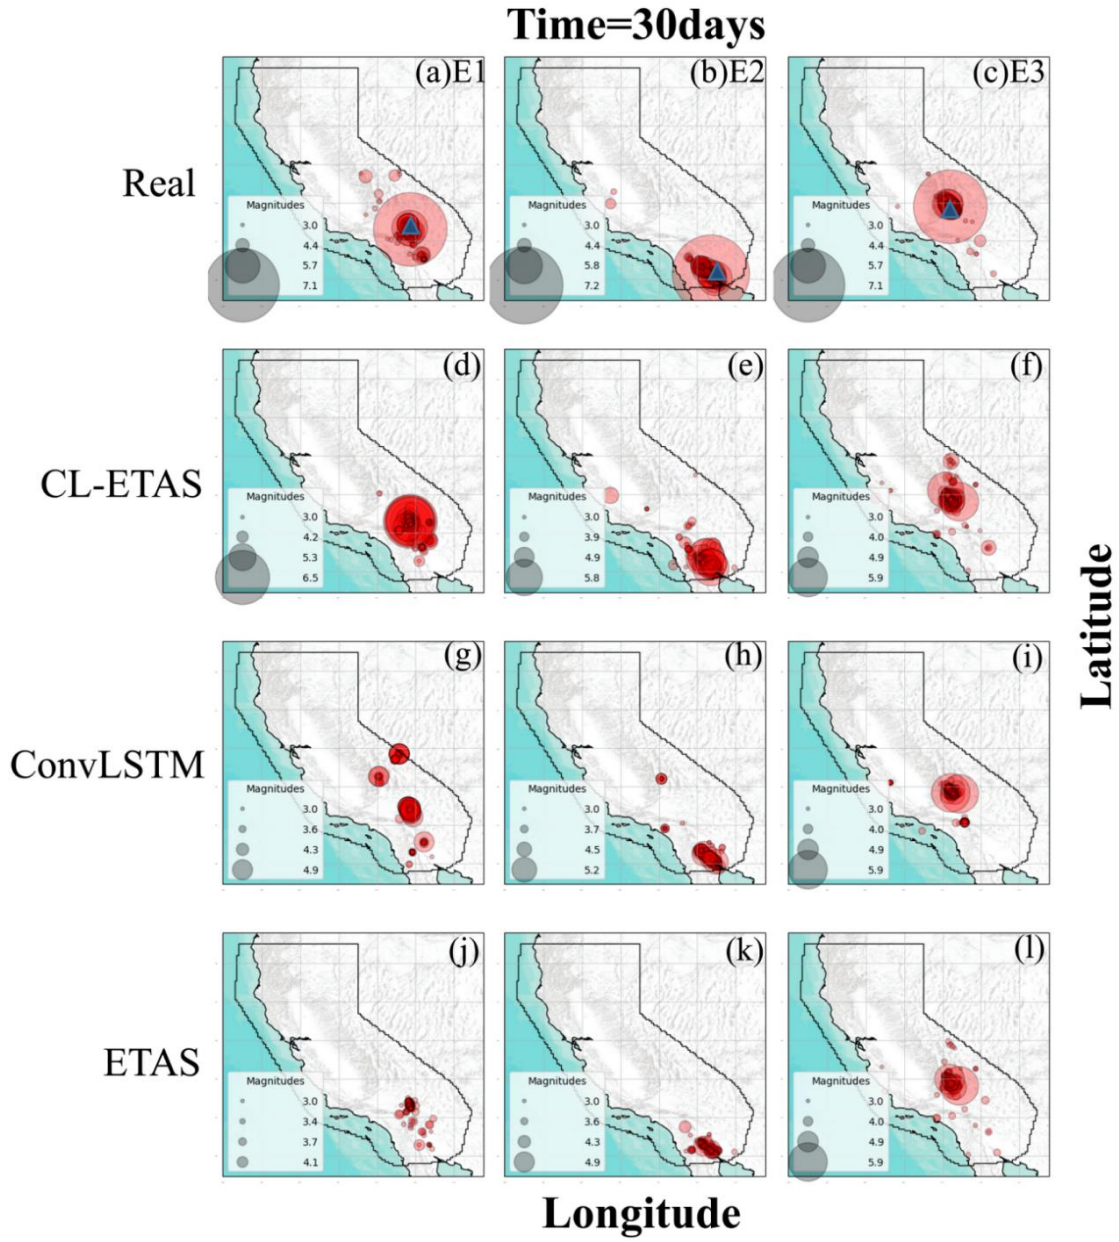 Time=30days
(a)E1
(b)E2
(c)E3
Real
Magnitudes
3.0
4.4
5.7
7.1
Magnitudes
3.0
4.4
5.8
7.2
Magnitudes
3.0
4.4
5.7
7.1
(d)
(e)
(f)
CL-ETAS
Magnitudes
3.0
4.2
5.3
6.5
Magnitudes
3.0
3.9
4.9
5.8
Magnitudes
3.0
4.0
4.9
5.9
Latitude
(g)
(h)
(i)
ConvLSTM
Magnitudes
3.0
3.6
4.3
4.9
Magnitudes
3.0
3.7
4.5
5.2
Magnitudes
3.0
4.0
4.9
5.9
(j)
(k)
(l)
ETAS
Magnitudes
3.0
3.4
3.7
4.1
Magnitudes
3.0
3.6
4.3
4.9
Magnitudes
3.0
4.0
4.9
5.9
Longitude